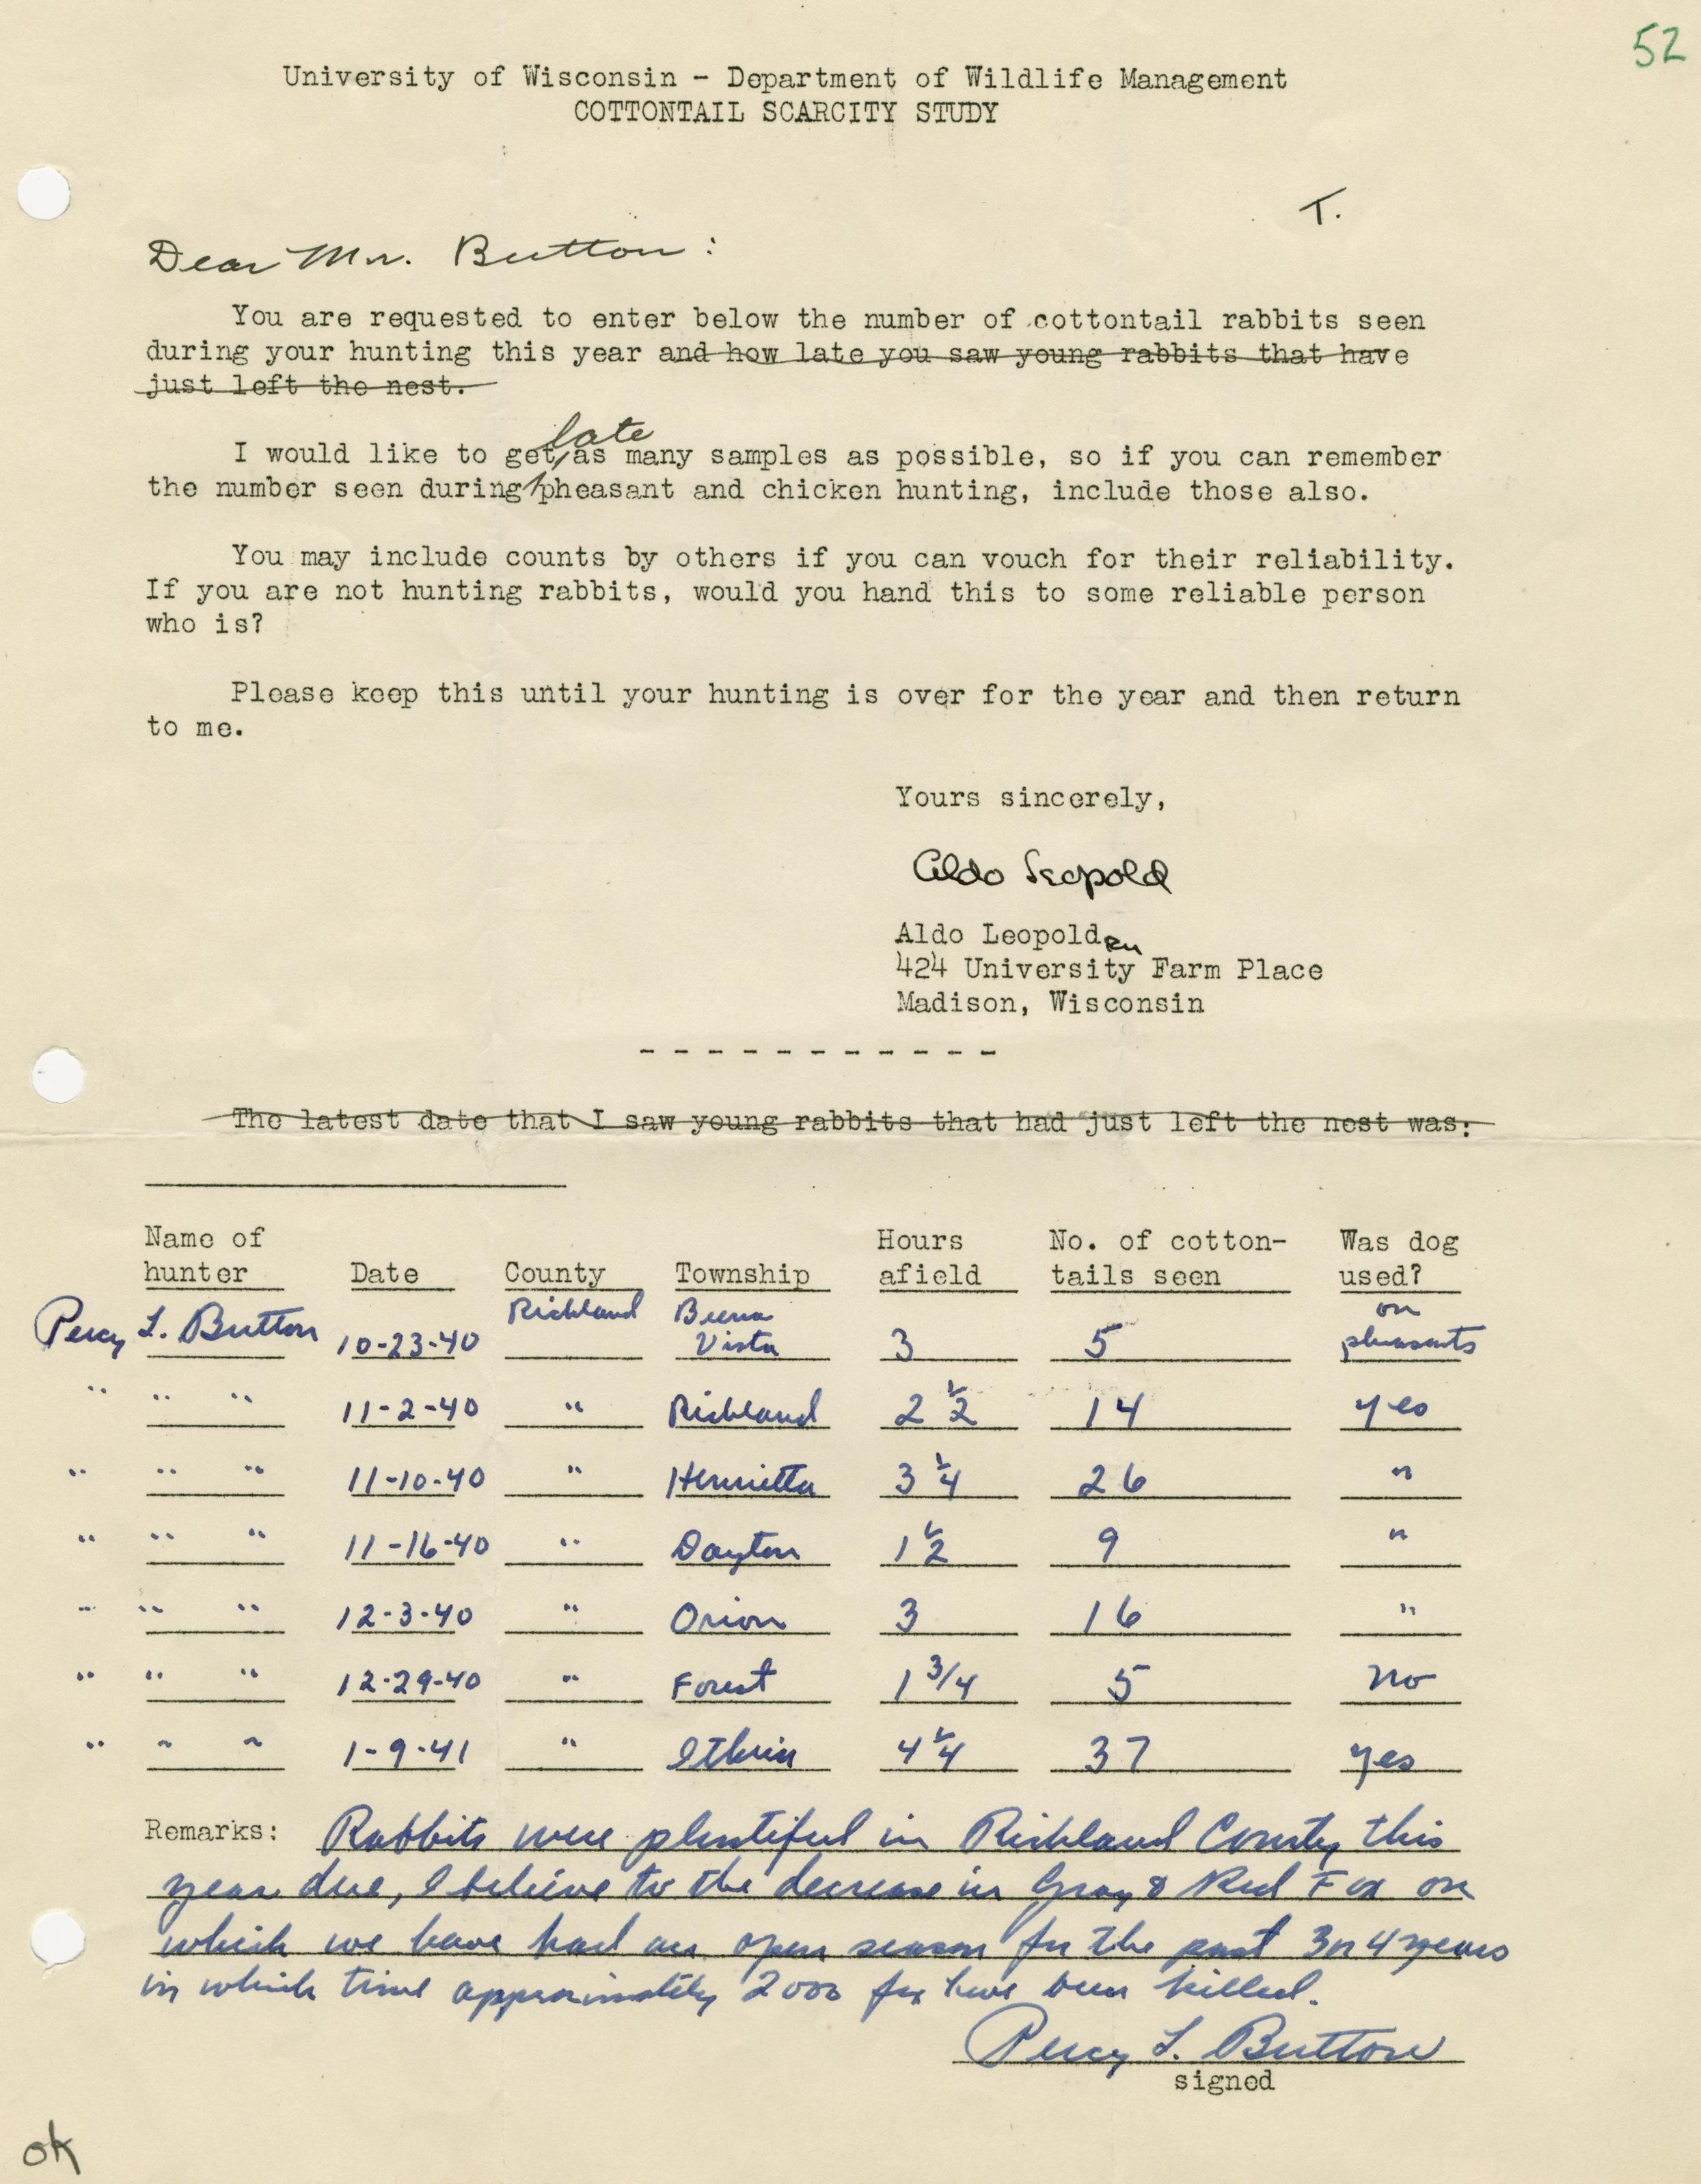 52
University of Wisconsin - Department of Wildlife Management
COTTONTAIL SCARCITY STUDY
T.
Dear Mr. Button:
You are requested to enter below the number of cottontail rabbits seen
during your hunting this year and how late you saw young rabbits that have
just left the nest.
late
I would like to get, as many samples as possible, so if you can remember
the number seen during pheasant and chicken hunting, include those also.
You may include counts by others if you can vouch for their reliability.
If you are not hunting rabbits, would you hand this to some reliable person
who is?
Please keep this until your hunting is over for the year and then return
to me.
Yours sincerely,
Aldo Leopold
Aldo Leopold
424 University Farm Place
Madison, Wisconsin
- - - - - - - - - - - -
The latest date that I saw young rabbits that had just left the nest was:
Name of hunter Date County Township Hours afield No. of cotton-tails seen Was dog used?
Percy L. Button 10-23-40 Richland Buena Vista 3 5 on pheasants
" " " 11-2-40 " Richland 2 1/2 14 yes
" " " 11-10-40 " Henrietta 3 1/4 26 "
" " " 11-16-40 " Dayton 1 1/2 9 "
" " " 12-3-40 " Orion 3 16 "
" " " 12-29-40 " Forest 1 3/4 5 no
" " " 1-9-41 " Ithica 4 1/4 37 yes
Remarks: Rabbits were plentiful in Richland County this
year due, I believe to the decrease in Gray & Red Fox on
which we have had an open season for the past 3 or 4 years
in which time approximately 2000 fox have been killed.
Percy L. Button
signed
ok